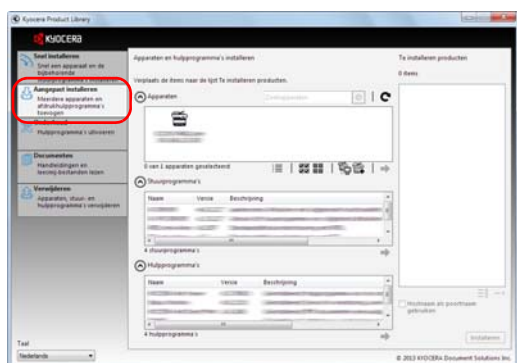 Kyocera Product Library
KYOCERA
Snel installeren
Snel een apparaat en de bijbehorende
Aangepast installeren
Meerdere apparaten en
afdrukhulpprogramma's
toevoegen
Hulpprogramma's uitvoeren
Documenten
Handleidingen en
leesmij-bestanden lezen
Verwijderen
Apparaten, stuur- en
hulpprogramma's verwijderen
Taal
Nederlands
Apparaten en hulpprogramma's installeren
Verplaats de items naar de lijst Te installeren producten.
Apparaten
0 van 1 apparaten geselecteerd
Stuurprogramma's
Naam Versie Beschrijving
4 stuurprogramma's
Hulpprogramma's
Naam Versie Beschrijving
4 hulpprogramma's
Te installeren producten
0 items
Hostnaam als poortnaam
gebruiken
Installeren
© 2013 KYOCERA Document Solutions Inc.